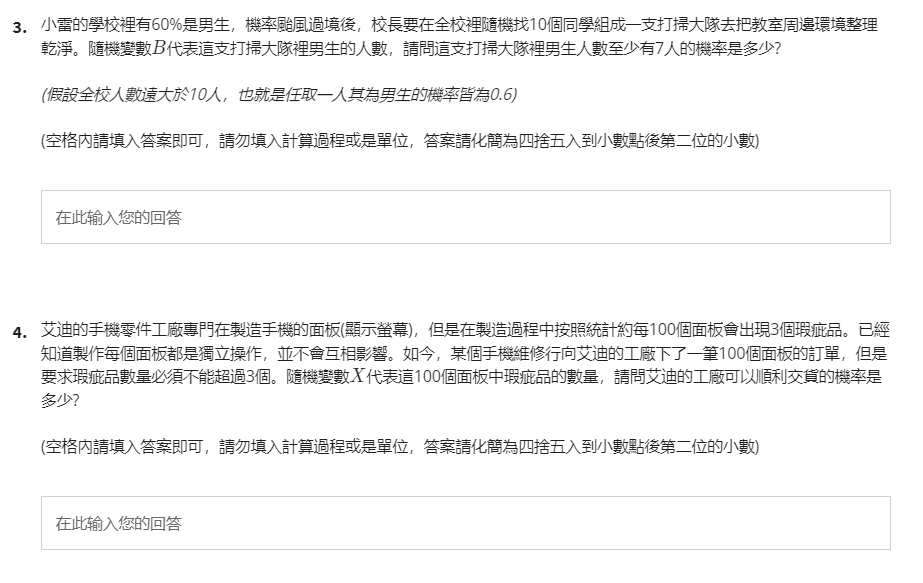 3. 小雷的學校裡有60%是男生，機率颱風過境後，校長要在全校裡隨機找10個同學組成一支打掃大隊去把教室周邊環境整理
乾淨。隨機變數B代表這支打掃大隊裡男生的人數，請問這支打掃大隊裡男生人數至少有7人的機率是多少?
(假設全校人數遠大於10人，也就是任取一人其為男生的機率皆為0.6)
(空格內請填入答案即可，請勿填入計算過程或是單位，答案請化簡為四捨五入到小數點後第二位的小數)
在此输入您的回答
4. 艾迪的手機零件工廠專門在製造手機的面板(顯示螢幕)，但是在製造過程中按照統計約每100個面板會出現3個瑕疵品。已經
知道製作每個面板都是獨立操作，並不會互相影響。如今，某個手機維修行向艾迪的工廠下了一筆100個面板的訂單，但是
要求瑕疵品數量必須不能超過3個。隨機變數X代表這100個面板中瑕疵品的數量，請問艾迪的工廠可以順利交貨的機率是
多少?
(空格內請填入答案即可，請勿填入計算過程或是單位，答案請化簡為四捨五入到小數點後第二位的小數)
在此输入您的回答